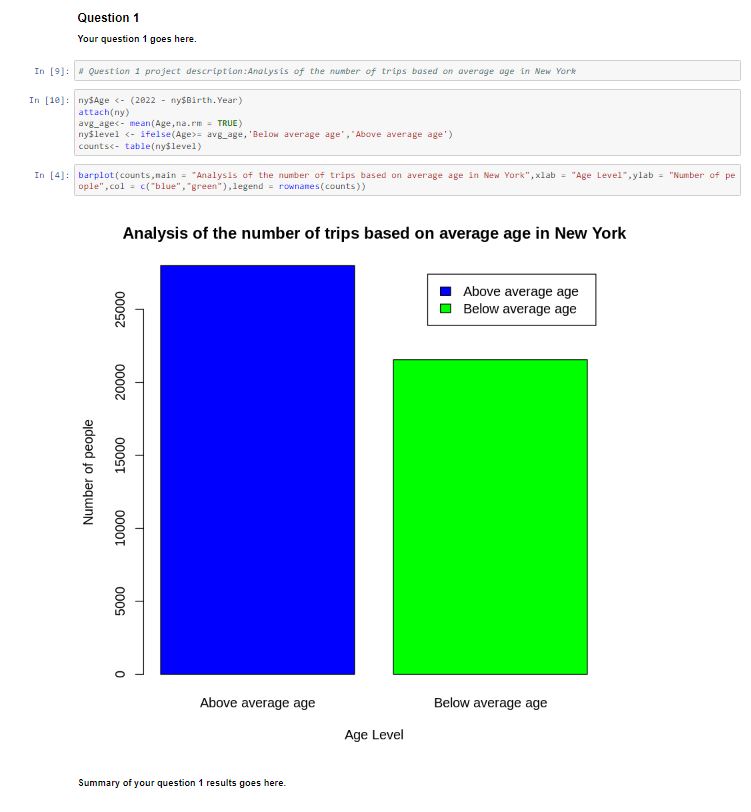 Question 1
Your question 1 goes here.
In [9]: # Question 1 project description:Analysis of the number of trips based on average age in New York
In [10]: ny$Age <- (2022 - ny$Birth.Year)
attach(ny)
avg_age<- mean(Age,na.rm = TRUE)
ny$level <- ifelse(Age>= avg_age,'Below average age','Above average age')
counts<- table(ny$level)
In [4]: barplot(counts,main = "Analysis of the number of trips based on average age in New York",xlab = "Age Level",ylab = "Number of pe
ople",col = c("blue","green"),legend = rownames(counts))
Analysis of the number of trips based on average age in New York
Above average age
Below average age
25000
20000
15000
10000
5000
0
Number of people
Above average age Below average age
Age Level
Summary of your question 1 results goes here.